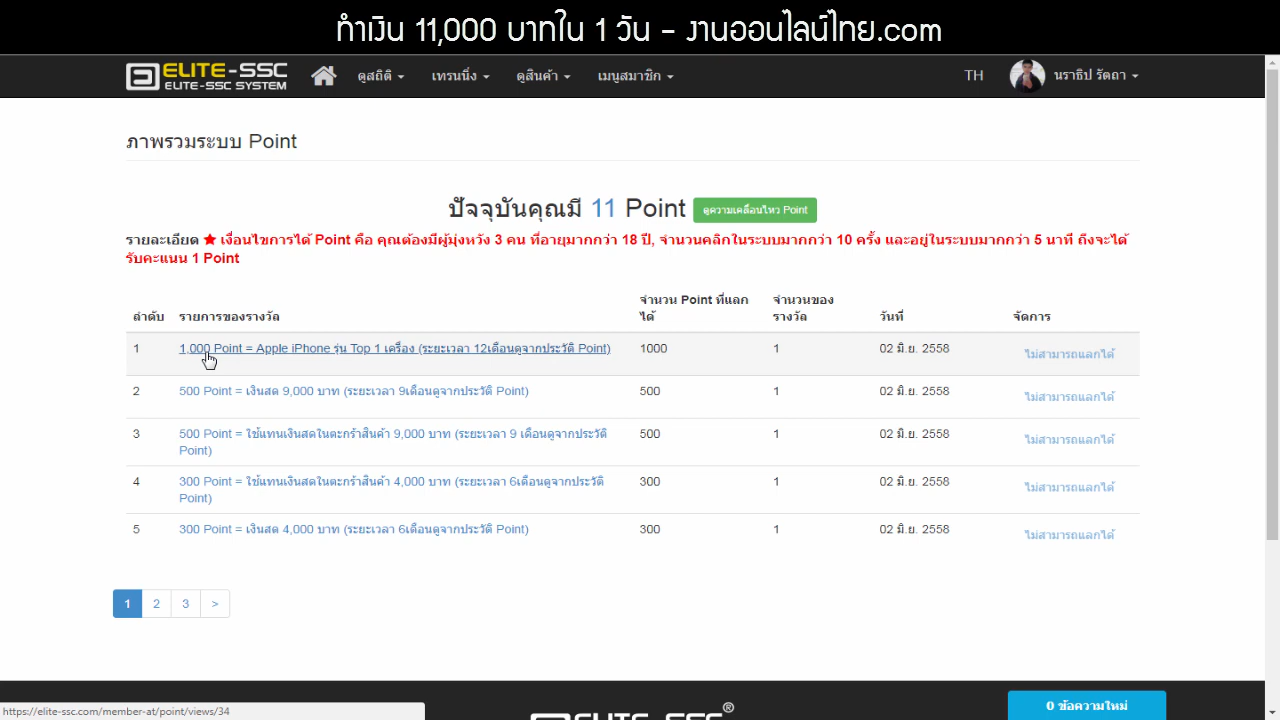 ทำเงิน 11,000 บาทใน 1 วัน - งานออนไลน์ไทย.com
ELITE-SSC
ELITE-SSC SYSTEM
ดูสถิติ
เทรนนิ่ง
ดูสินค้า
เมนูสมาชิก
TH
นราธิป รัตถา
ภาพรวมระบบ Point
ปัจจุบันคุณมี 11 Point
ดูความเคลื่อนไหว Point
รายละเอียด ★ เงื่อนไขการได้ Point คือ คุณต้องมีผู้มุ่งหวัง 3 คน ที่อายุมากกว่า 18 ปี, จำนวนคลิกในระบบมากกว่า 10 ครั้ง และอยู่ในระบบมากกว่า 5 นาที ถึงจะได้
รับคะแนน 1 Point
ลำดับ รายการของรางวัล จำนวน Point ที่แลกได้ จำนวนของรางวัล วันที่ จัดการ
1 1,000 Point = Apple iPhone รุ่น Top 1 เครื่อง (ระยะเวลา 12เดือนดูจากประวัติ Point) 1000 1 02 มิ.ย. 2558 ไม่สามารถแลกได้
2 500 Point = เงินสด 9,000 บาท (ระยะเวลา 9เดือนดูจากประวัติ Point) 500 1 02 มิ.ย. 2558 ไม่สามารถแลกได้
3 500 Point = ใช้แทนเงินสดในตะกร้าสินค้า 9,000 บาท (ระยะเวลา 9 เดือนดูจากประวัติ 500 1 02 มิ.ย. 2558 ไม่สามารถแลกได้
Point)
4 300 Point = ใช้แทนเงินสดในตะกร้าสินค้า 4,000 บาท (ระยะเวลา 6เดือนดูจากประวัติ 300 1 02 มิ.ย. 2558 ไม่สามารถแลกได้
Point)
5 300 Point = เงินสด 4,000 บาท (ระยะเวลา 6เดือนดูจากประวัติ Point) 300 1 02 มิ.ย. 2558 ไม่สามารถแลกได้
1 2 3 >
https://elite-ssc.com/member-at/point/views/34
ELITE-SSC®
0 ข้อความใหม่